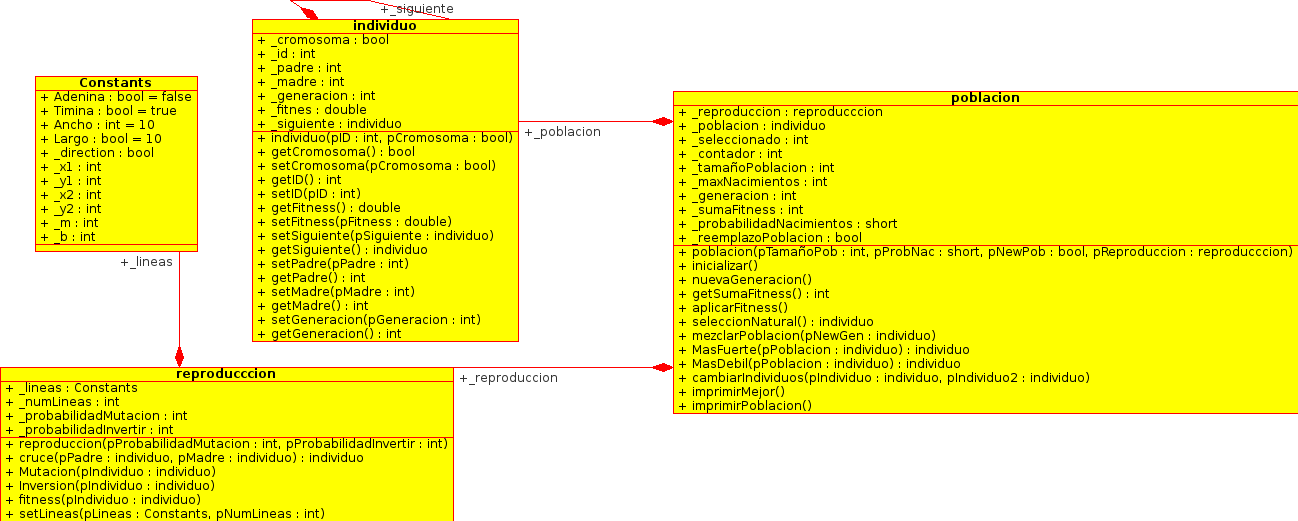 +_siguiente
individuo
+ _cromosoma : bool
+ _id : int
+ _padre : int
+ _madre : int
+ _generacion : int
+ _fitnes : double
+ _siguiente : individuo
+ individuo(pID : int, pCromosoma : bool)
+ getCromosoma() : bool
+ setCromosoma(pCromosoma : bool)
+ getID() : int
+ setID(pID : int)
+ getFitness() : double
+ setFitness(pFitness : double)
+ setSiguiente(pSiguiente : individuo)
+ getSiguiente() : individuo
+ setPadre(pPadre : int)
+ getPadre() : int
+ setMadre(pMadre : int)
+ getMadre() : int
+ setGeneracion(pGeneracion : int)
+ getGeneracion() : int
Constants
+ Adenina : bool = false
+ Timina : bool = true
+ Ancho : int = 10
+ Largo : bool = 10
+ _direction : bool
+ _x1 : int
+ _y1 : int
+ _x2 : int
+ _y2 : int
+ _m : int
+ _b : int
+_lineas
+_poblacion
poblacion
+ _reproduccion : reproducccion
+ _poblacion : individuo
+ _seleccionado : int
+ _contador : int
+ _tamañoPoblacion : int
+ _maxNacimientos : int
+ _generacion : int
+ _sumaFitness : int
+ _probabilidadNacimientos : short
+ _reemplazoPoblacion : bool
+ poblacion(pTamañoPob : int, pProbNac : short, pNewPob : bool, pReproduccion : reproducccion)
+ inicializar()
+ nuevaGeneracion()
+ getSumaFitness() : int
+ aplicarFitness()
+ seleccionNatural() : individuo
+ mezclarPoblacion(pNewGen : individuo)
+ MasFuerte(pPoblacion : individuo) : individuo
+ MasDebil(pPoblacion : individuo) : individuo
+ cambiarIndividuos(pIndividuo : individuo, pIndividuo2 : individuo)
+ imprimirMejor()
+ imprimirPoblacion()
+_reproduccion
reproducccion
+ _lineas : Constants
+ _numLineas : int
+ _probabilidadMutacion : int
+ _probabilidadInvertir : int
+ reproduccion(pProbabilidadMutacion : int, pProbabilidadInvertir : int)
+ cruce(pPadre : individuo, pMadre : individuo) : individuo
+ Mutacion(pIndividuo : individuo)
+ Inversion(pIndividuo : individuo)
+ fitness(pIndividuo : individuo)
+ setLineas(pLineas : Constants, pNumLineas : int)